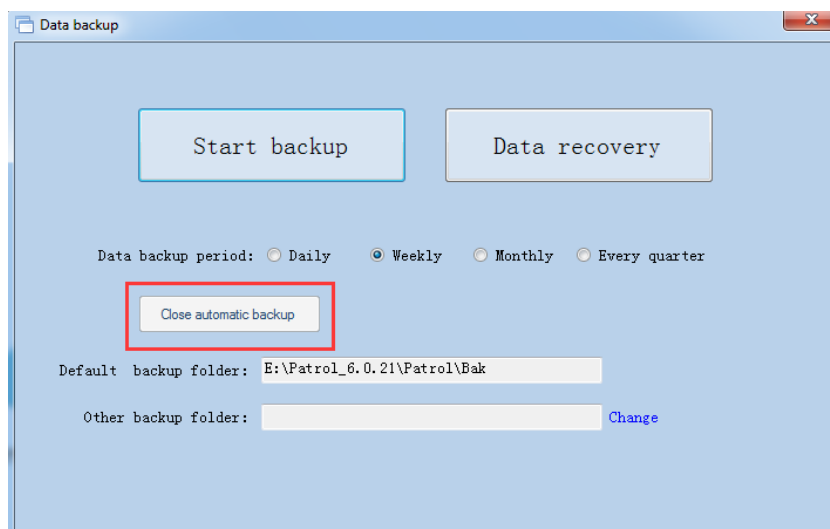 Data backup
Start backup
Data recovery
Data backup period: Daily Weekly Monthly Every quarter
Close automatic backup
Default backup folder: E:\Patrol_6.0.21\Patrol\Bak
Other backup folder: Change